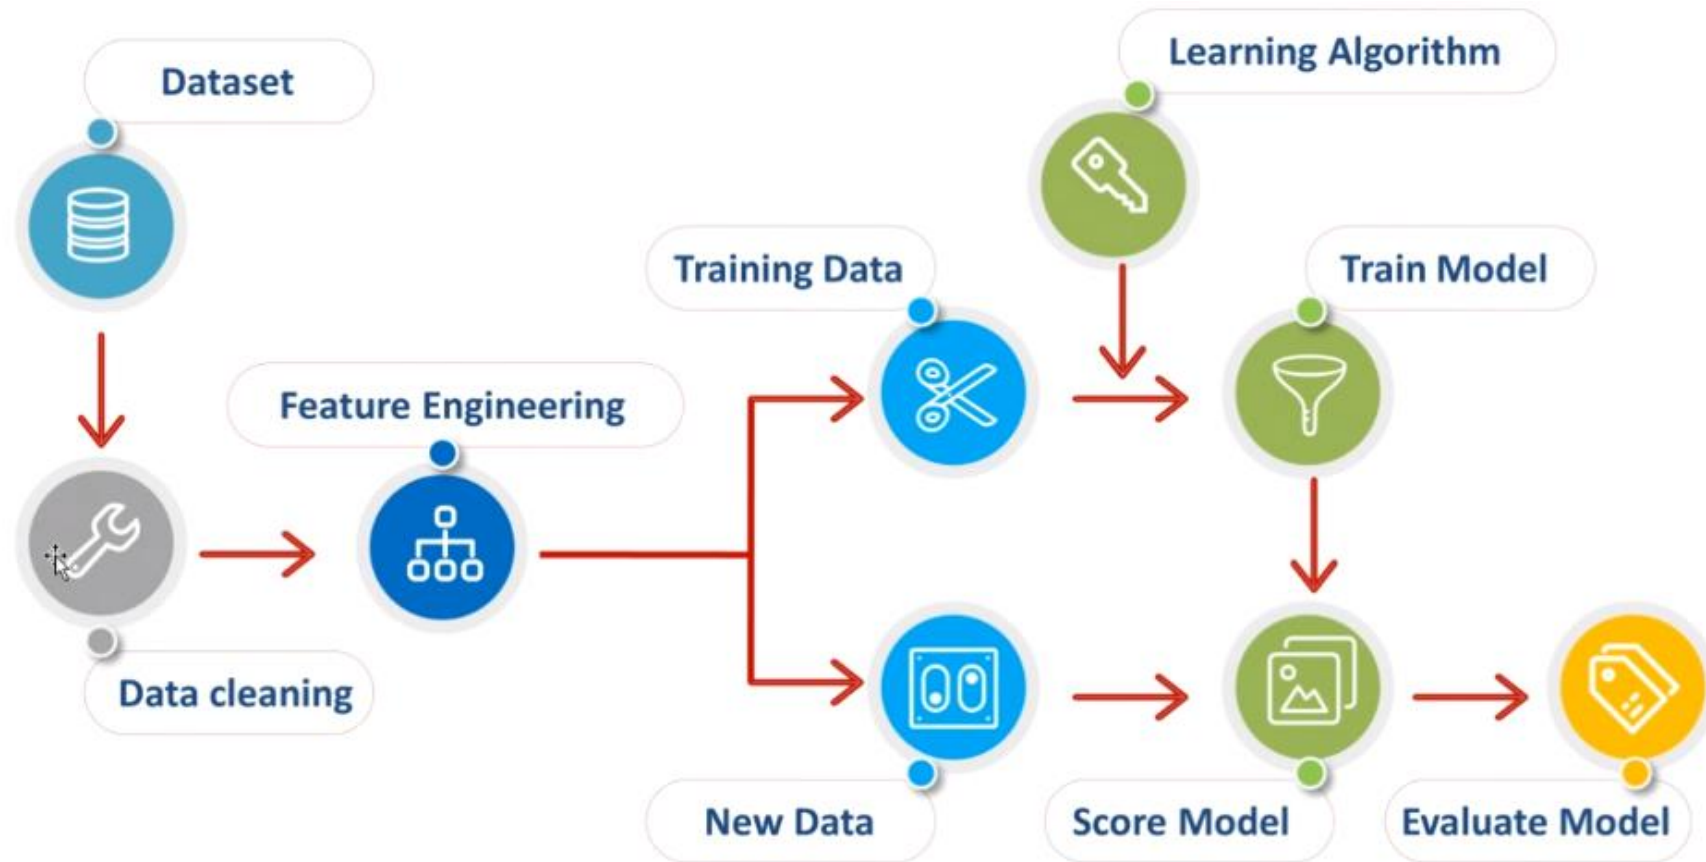 Dataset
Learning Algorithm
Training Data
Train Model
Feature Engineering
Data cleaning
New Data
Score Model
Evaluate Model